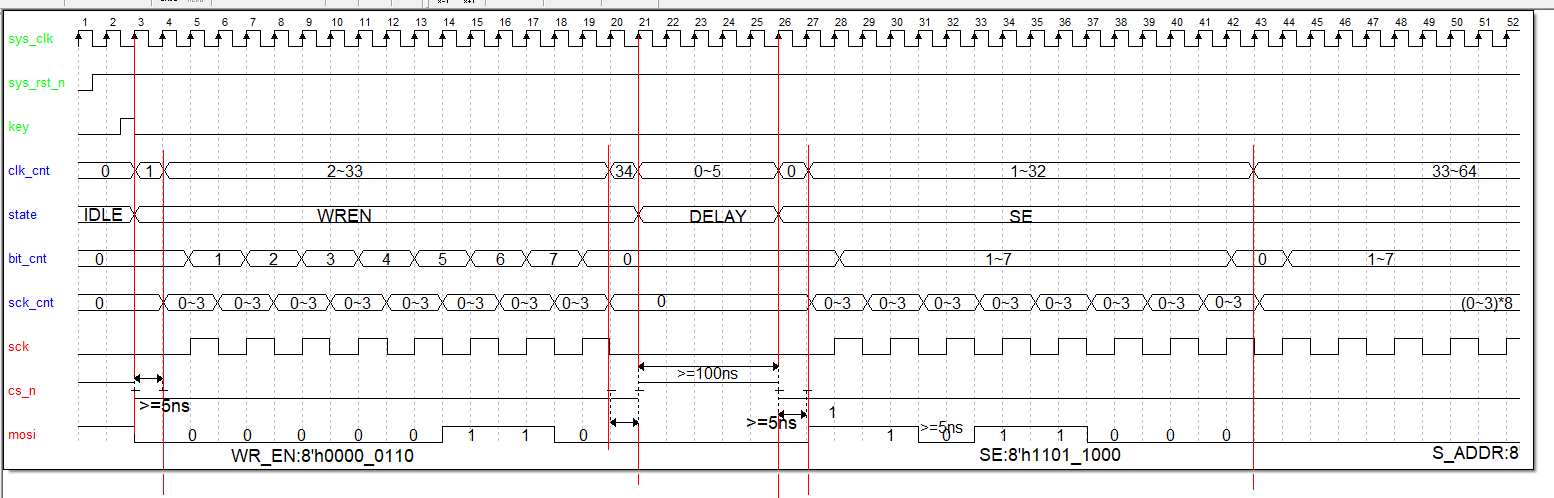 1 2 3 4 5 6 7 8 9 10 11 12 13 14 15 16 17 18 19 20 21 22 23 24 25 26 27 28 29 30 31 32 33 34 35 36 37 38 39 40 41 42 43 44 45 46 47 48 49 50 51 52
sys_clk
sys_rst_n
key
clk_cnt 0 1 2~33 34 0~5 0 1~32 33~64
state IDLE WREN DELAY SE
bit_cnt 0 1 2 3 4 5 6 7 0 1~7 0 1~7
sck_cnt 0 0~3 0~3 0~3 0~3 0~3 0~3 0~3 0~3 0 0~3 0~3 0~3 0~3 0~3 0~3 0~3 0~3 (0~3)*8
sck
>=100ns
cs_n
>=5ns >=5ns 1 >=5ns
mosi 0 0 0 0 0 1 1 0 1 0 1 1 0 0 0
WR_EN:8'h0000_0110 SE:8'h1101_1000 S_ADDR:8'